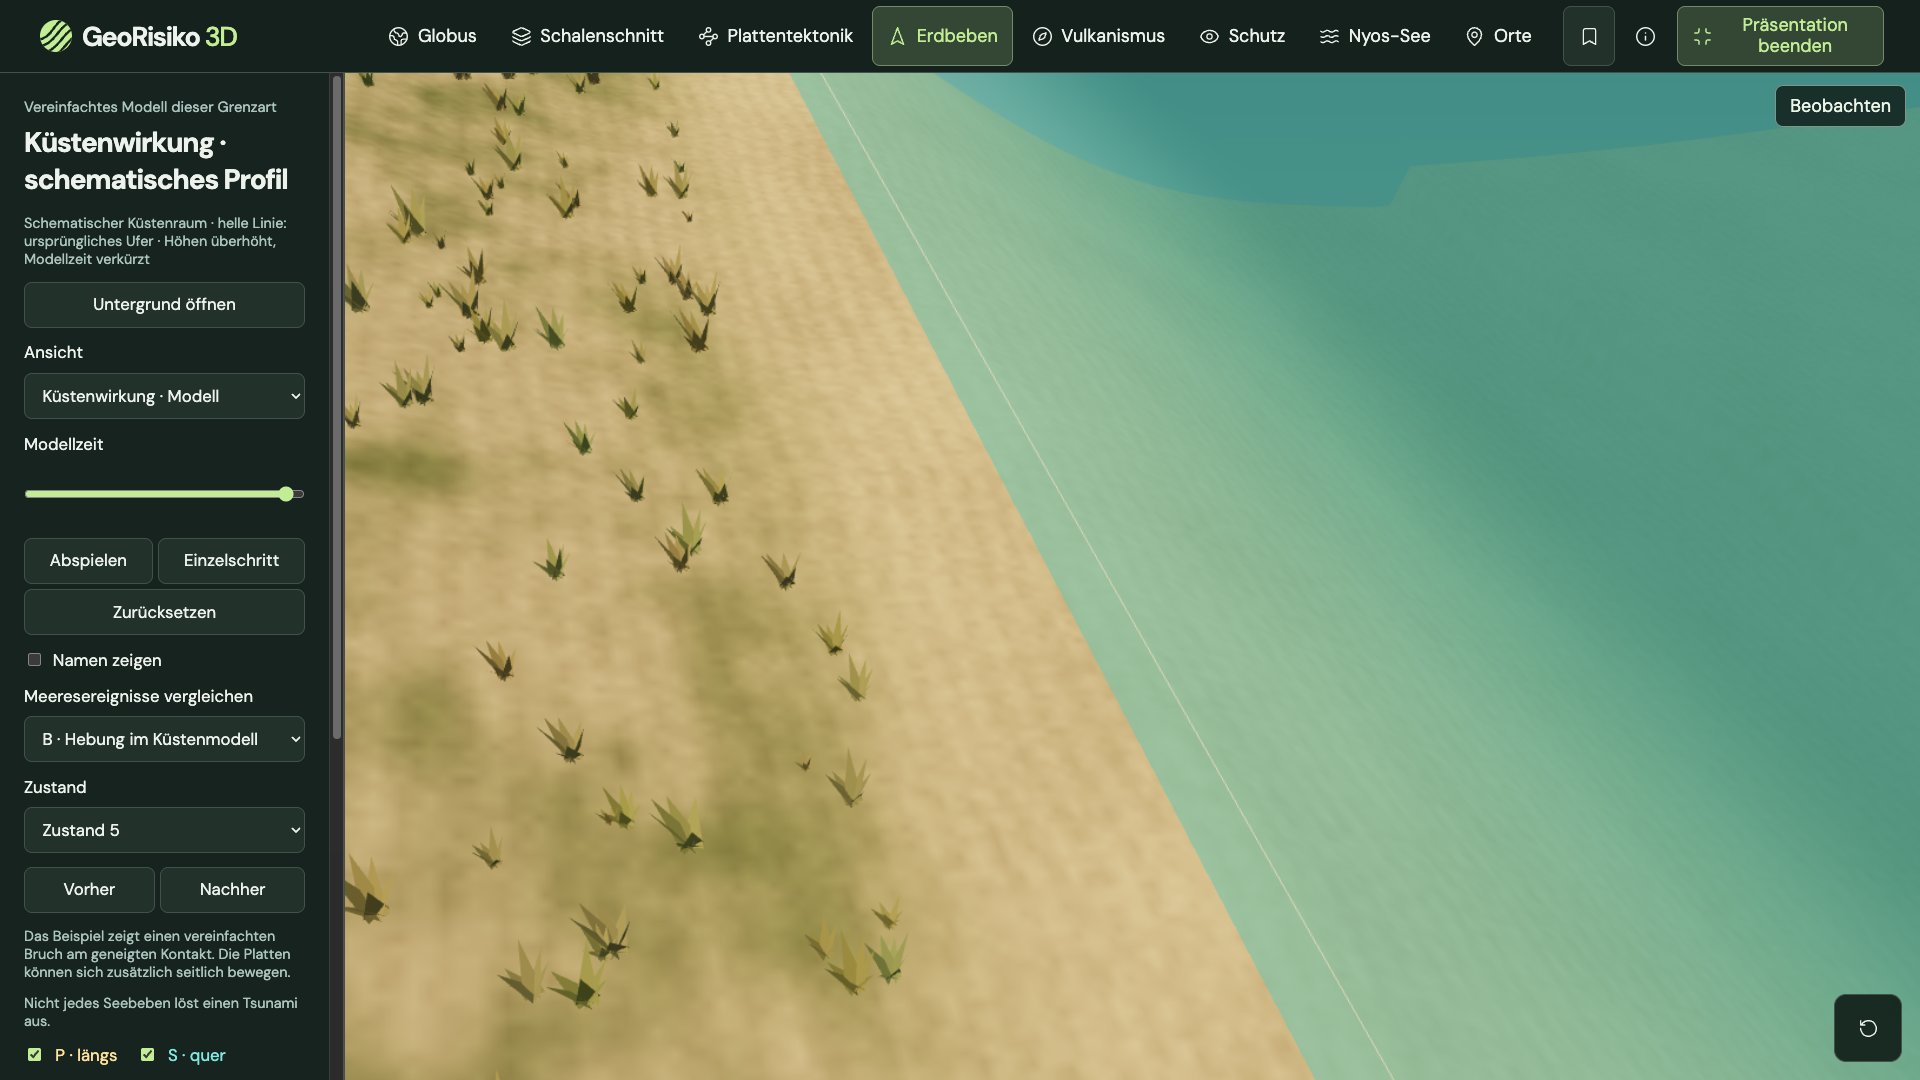 GeoRisiko 3D
Globus
Schalenschnitt
Plattentektonik
Erdbeben
Vulkanismus
Schutz
Nyos-See
Orte
Präsentation
beenden
Vereinfachtes Modell dieser Grenzart
Küstenwirkung ·
schematisches Profil
Schematischer Küstenraum · helle Linie:
ursprüngliches Ufer · Höhen überhöht,
Modellzeit verkürzt
Untergrund öffnen
Ansicht
Küstenwirkung · Modell
Modellzeit
Abspielen
Einzelschritt
Zurücksetzen
Namen zeigen
Meeresereignisse vergleichen
B · Hebung im Küstenmodell
Zustand
Zustand 5
Vorher
Nachher
Das Beispiel zeigt einen vereinfachten
Bruch am geneigten Kontakt. Die Platten
können sich zusätzlich seitlich bewegen.
Nicht jedes Seebeben löst einen Tsunami
aus.
P · längs
S · quer
Beobachten